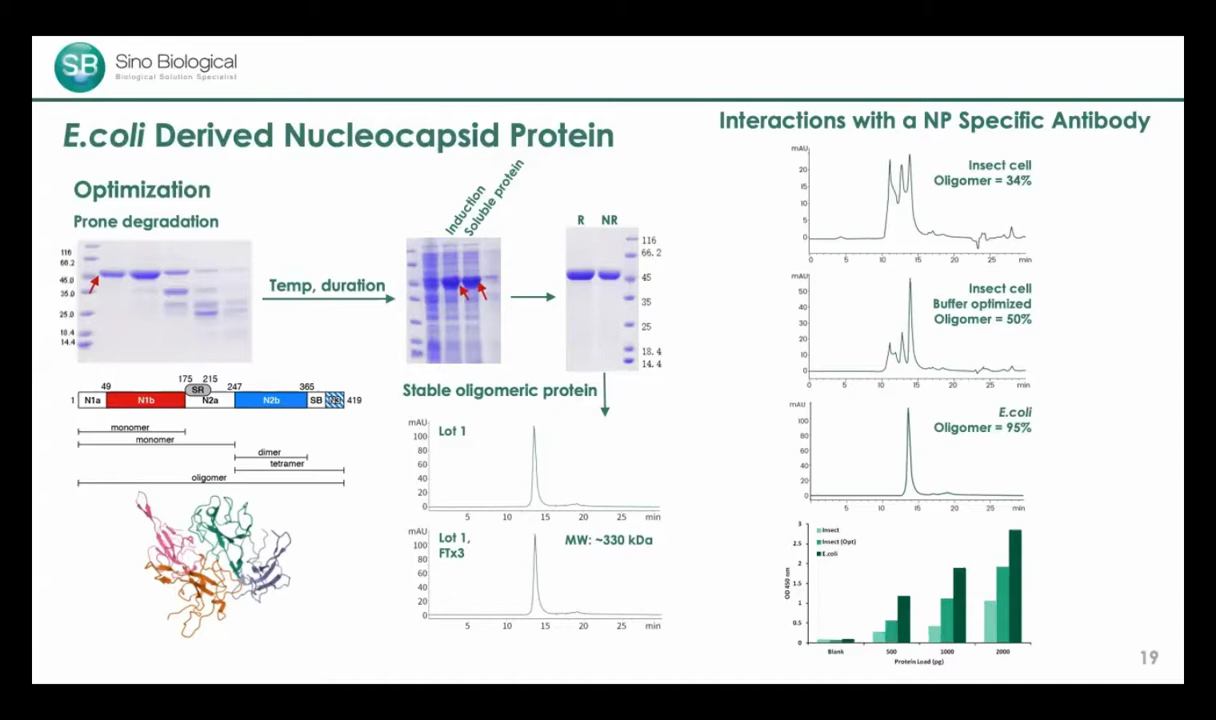 SB
Sino Biological
Biological Solution Specialist
E.coli Derived Nucleocapsid Protein
Optimization
Prone degradation
116
66.2
45.0
35.0
25.0
18.4
14.4
Temp, duration
Induction
Soluble protein
R NR
116
66.2
45
35
25
18.4
14.4
49 175 215 247 365
SR
1 N1a N1b N2a N2b SB 419
monomer
monomer
dimer
tetramer
oligomer
Stable oligomeric protein
mAU
Lot 1
100
80
60
40
20
0
5 10 15 20 25 min
mAU
Lot 1,
FTx3
MW: ~330 kDa
100
80
60
40
20
0
5 10 15 20 25 min
Interactions with a NP Specific Antibody
mAU
Insect cell
Oligomer = 34%
20
15
10
5
0
0 5 10 15 20 25 min
mAU
Insect cell
Buffer optimized
Oligomer = 50%
50
40
30
20
10
0
0 5 10 15 20 25 min
mAU
E.coli
Oligomer = 95%
100
80
60
40
20
0
5 10 15 20 25 min
Insect
Insect (Opt)
E.coli
OD 450 nm
3
2.5
2
1.5
1
0.5
0
Blank 500 1000 2000
Protein Load (pg)
19